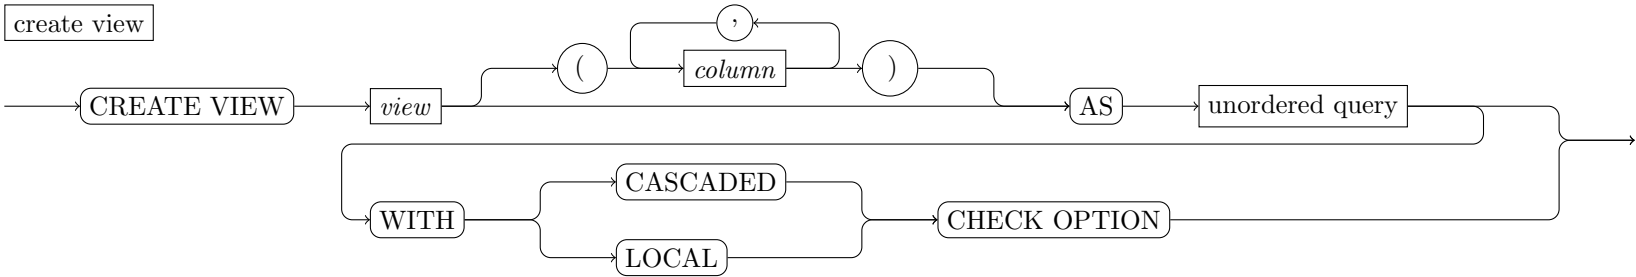 create view
,
( column )
CREATE VIEW view AS unordered query
CASCADED
WITH CHECK OPTION
LOCAL